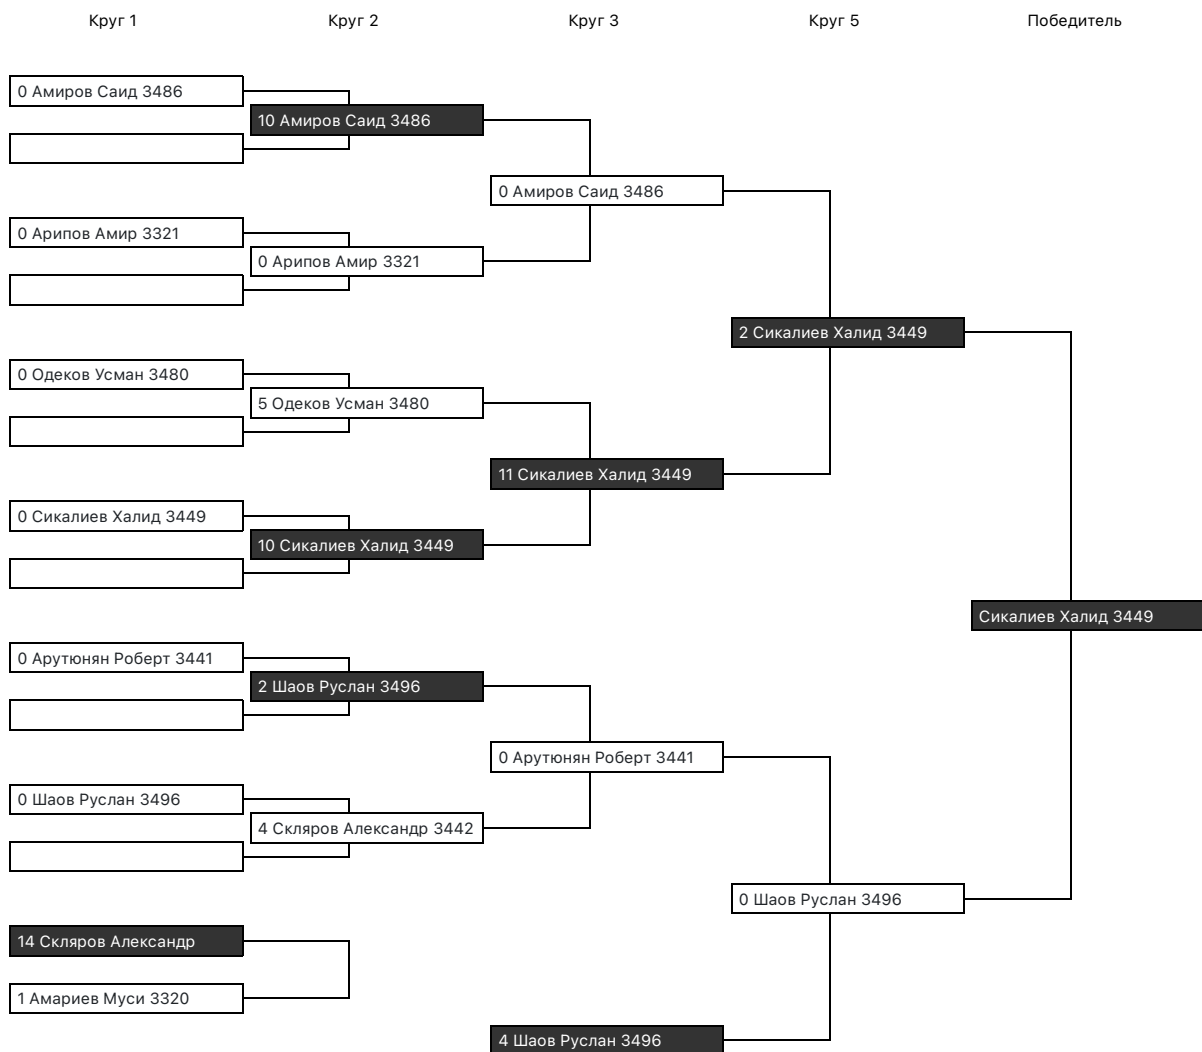 Круг 1
Круг 2
Круг 3
Круг 5
Победитель
0 Амиров Саид 3486
10 Амиров Саид 3486
0 Амиров Саид 3486
0 Арипов Амир 3321
0 Арипов Амир 3321
2 Сикалиев Халид 3449
0 Одеков Усман 3480
5 Одеков Усман 3480
11 Сикалиев Халид 3449
0 Сикалиев Халид 3449
10 Сикалиев Халид 3449
Сикалиев Халид 3449
0 Арутюнян Роберт 3441
2 Шаов Руслан 3496
0 Арутюнян Роберт 3441
0 Шаов Руслан 3496
4 Скляров Александр 3442
0 Шаов Руслан 3496
14 Скляров Александр
1 Амариев Муси 3320
4 Шаов Руслан 3496